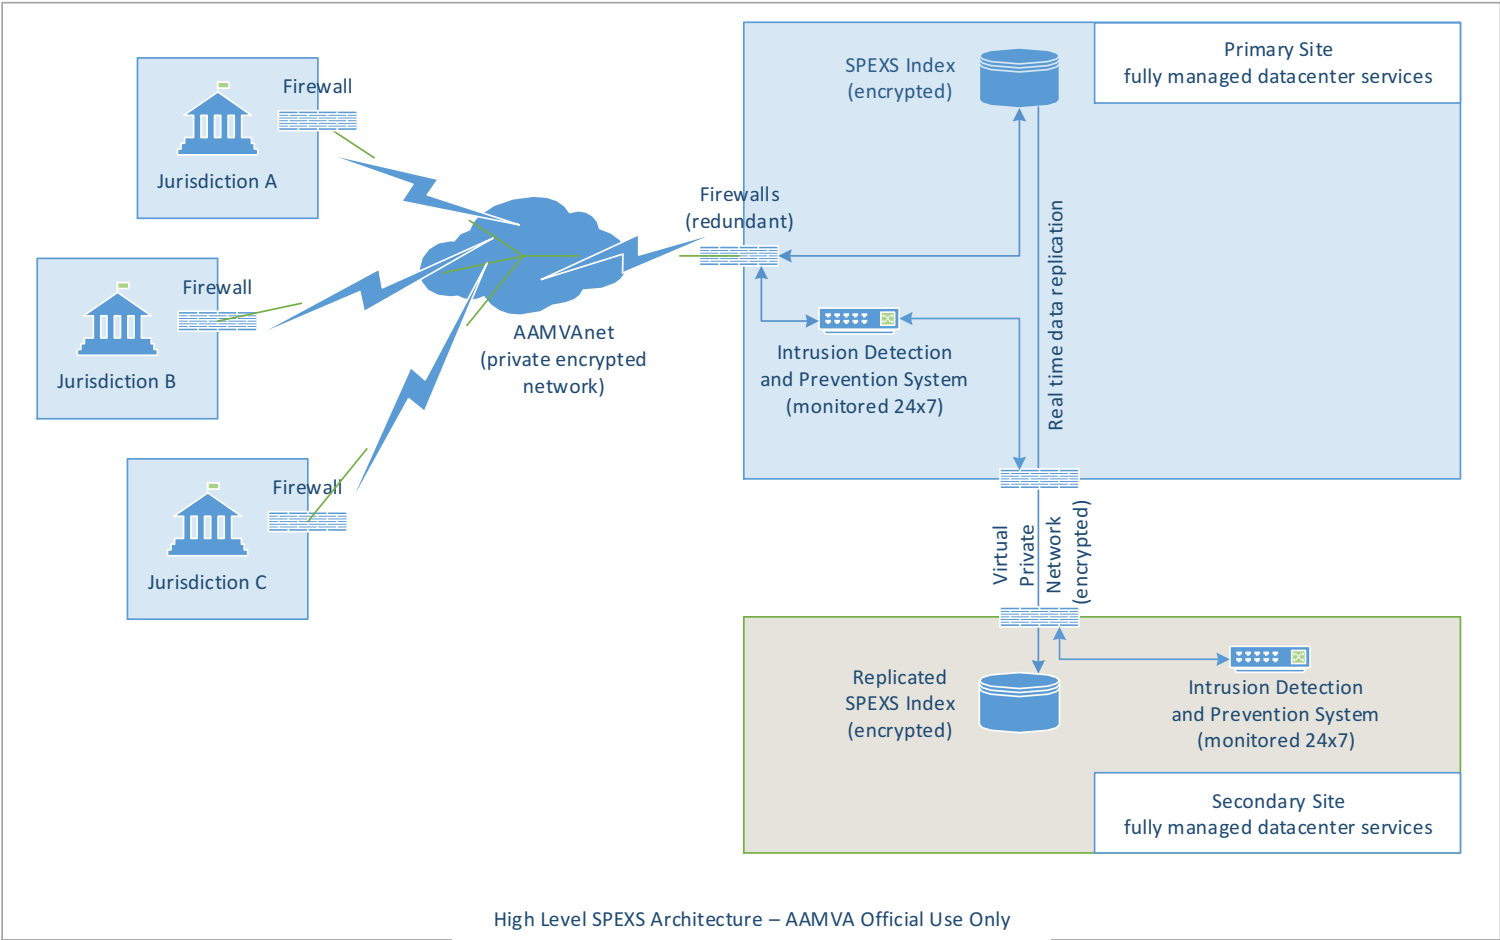 Primary Site
fully managed datacenter services
SPEXS Index
(encrypted)
Firewall
Jurisdiction A
Firewalls
(redundant)
Real time data replication
Firewall
Jurisdiction B
AAMVAnet
(private encrypted
network)
Intrusion Detection
and Prevention System
(monitored 24x7)
Firewall
Jurisdiction C
Virtual
Private
Network
(encrypted)
Replicated
SPEXS Index
(encrypted)
Intrusion Detection
and Prevention System
(monitored 24x7)
Secondary Site
fully managed datacenter services
High Level SPEXS Architecture – AAMVA Official Use Only